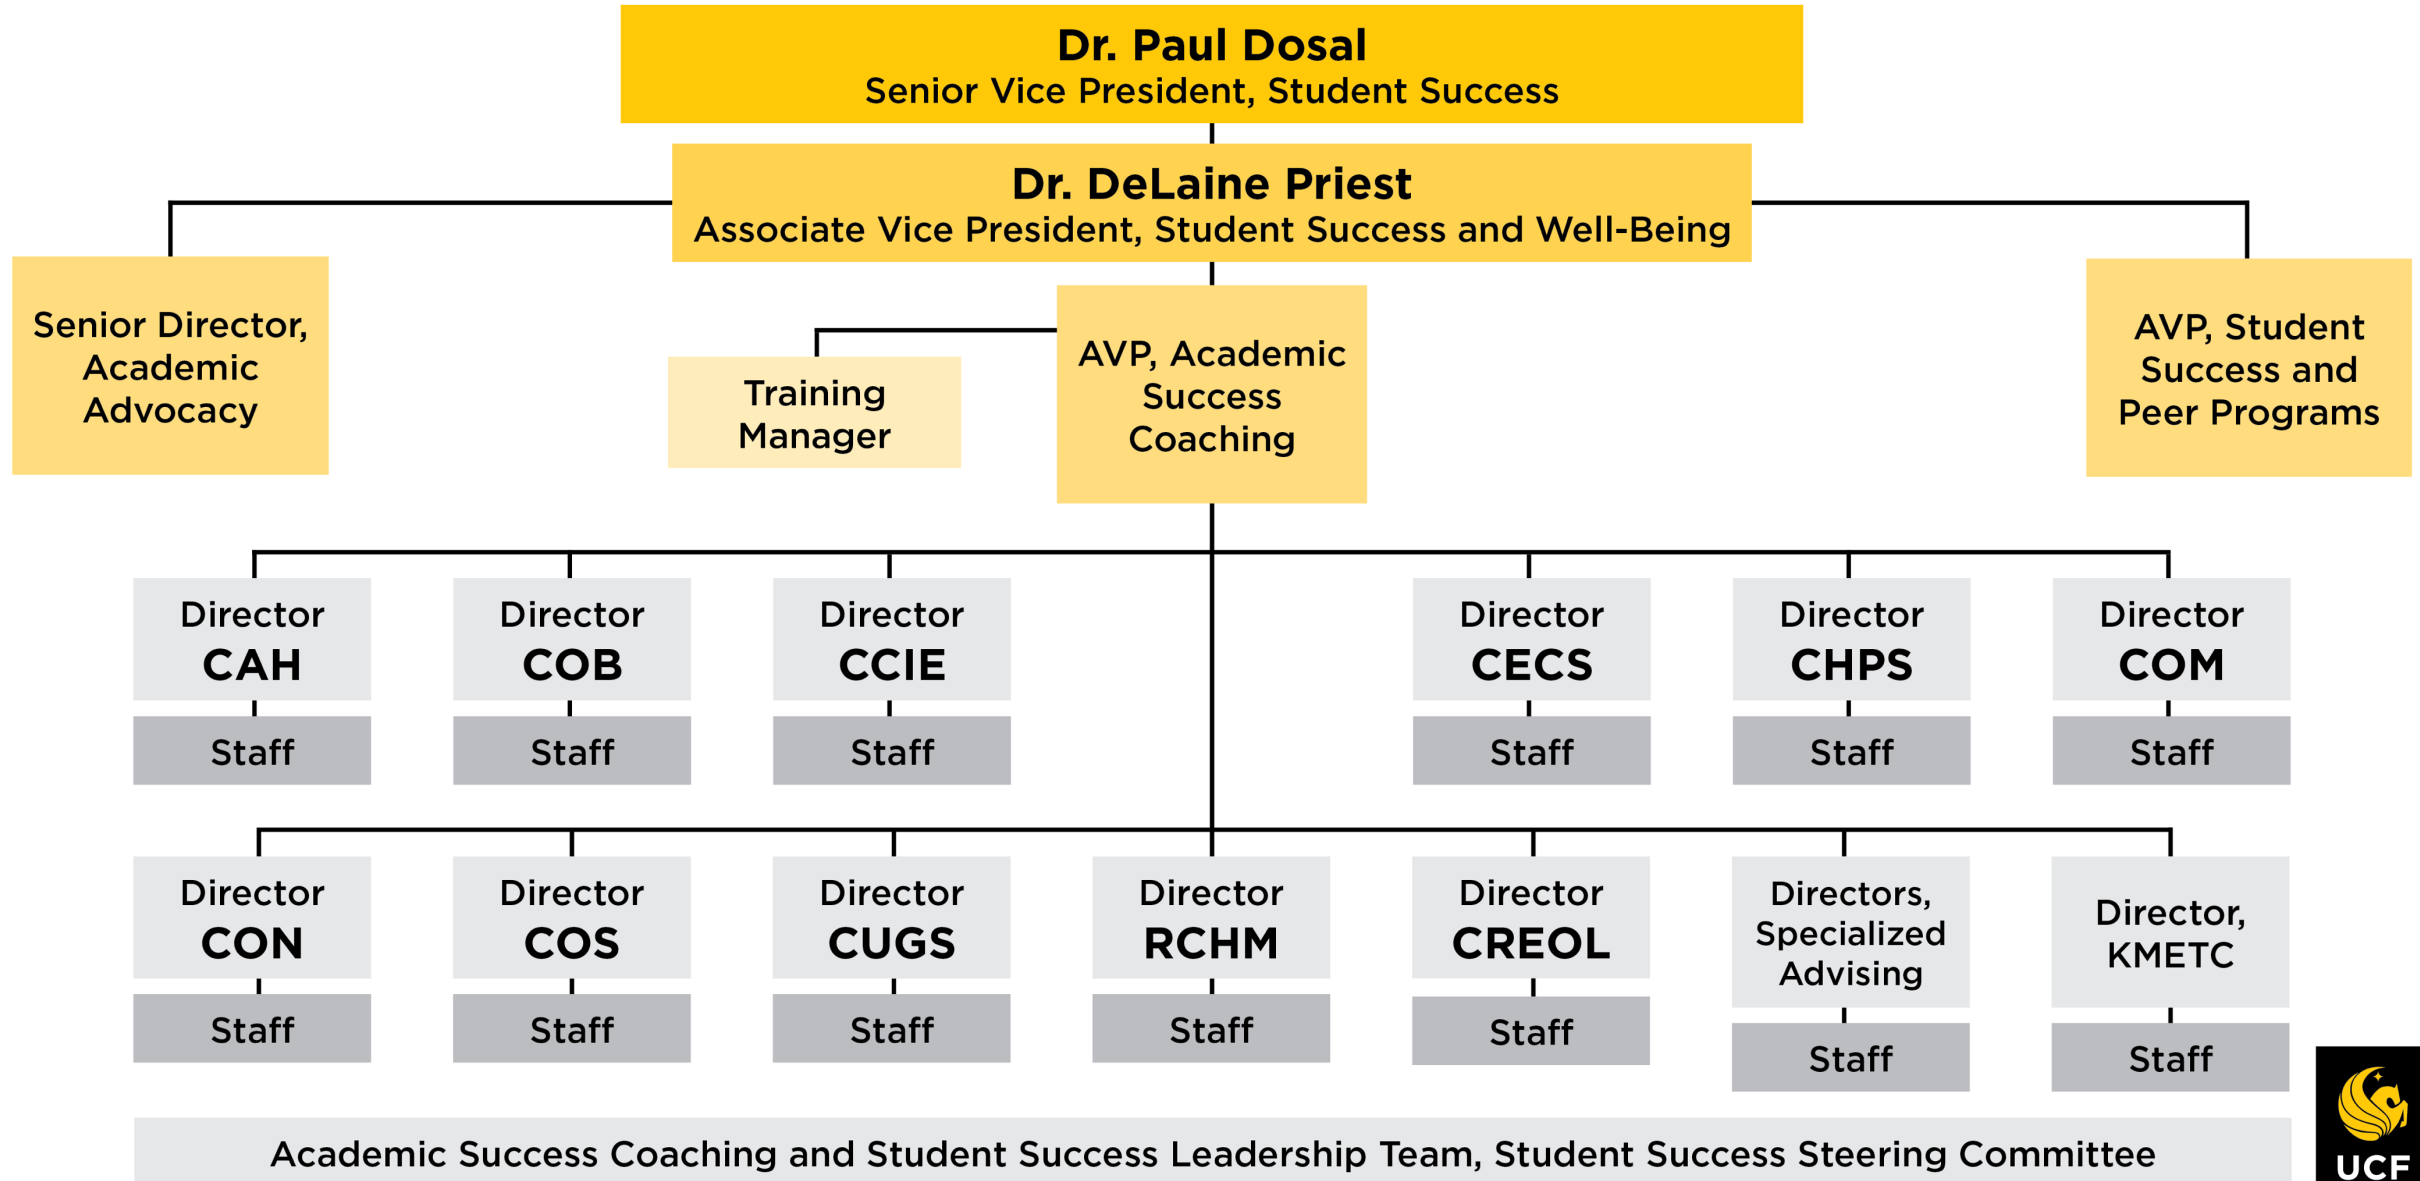 Dr. Paul Dosal
Senior Vice President, Student Success
Dr. DeLaine Priest
Associate Vice President, Student Success and Well-Being
Senior Director,
Academic
Advocacy
Training
Manager
AVP, Academic
Success
Coaching
AVP, Student
Success and
Peer Programs
Director
CAH
Staff
Director
COB
Staff
Director
CCIE
Staff
Director
CECS
Staff
Director
CHPS
Staff
Director
COM
Staff
Director
CON
Staff
Director
COS
Staff
Director
CUGS
Staff
Director
RCHM
Staff
Director
CREOL
Staff
Directors,
Specialized
Advising
Staff
Director,
KMETC
Staff
Academic Success Coaching and Student Success Leadership Team, Student Success Steering Committee
UCF